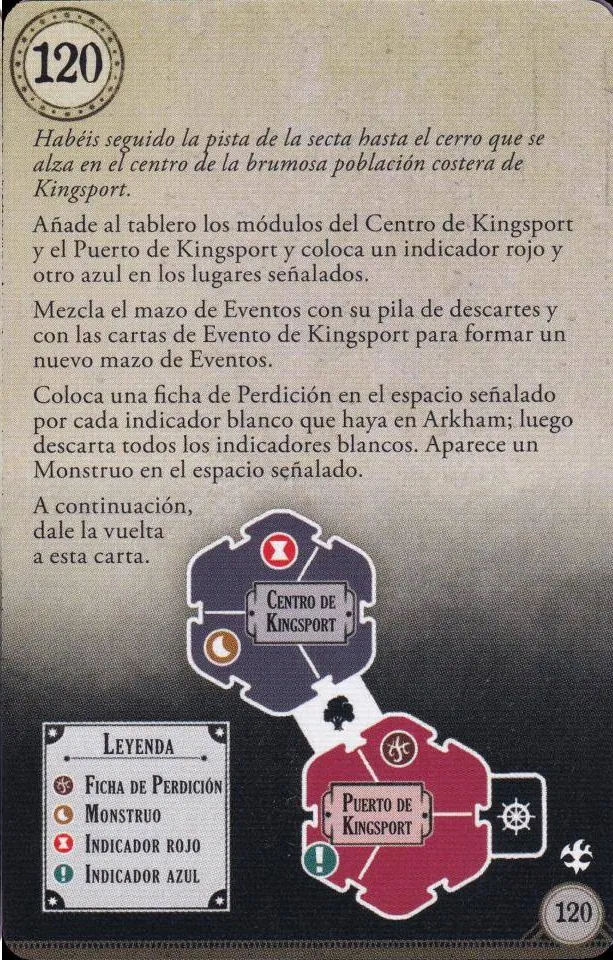 120
Habéis seguido la pista de la secta hasta el cerro que se
alza en el centro de la brumosa población costera de
Kingsport.
Añade al tablero los módulos del Centro de Kingsport
y el Puerto de Kingsport y coloca un indicador rojo y
otro azul en los lugares señalados.
Mezcla el mazo de Eventos con su pila de descartes y
con las cartas de Evento de Kingsport para formar un
nuevo mazo de Eventos.
Coloca una ficha de Perdición en el espacio señalado
por cada indicador blanco que haya en Arkham; luego
descarta todos los indicadores blancos. Aparece un
Monstruo en el espacio señalado.
A continuación,
dale la vuelta
a esta carta.
Centro de
Kingsport
Puerto de
Kingsport
Leyenda
Ficha de Perdición
Monstruo
Indicador rojo
Indicador azul
120